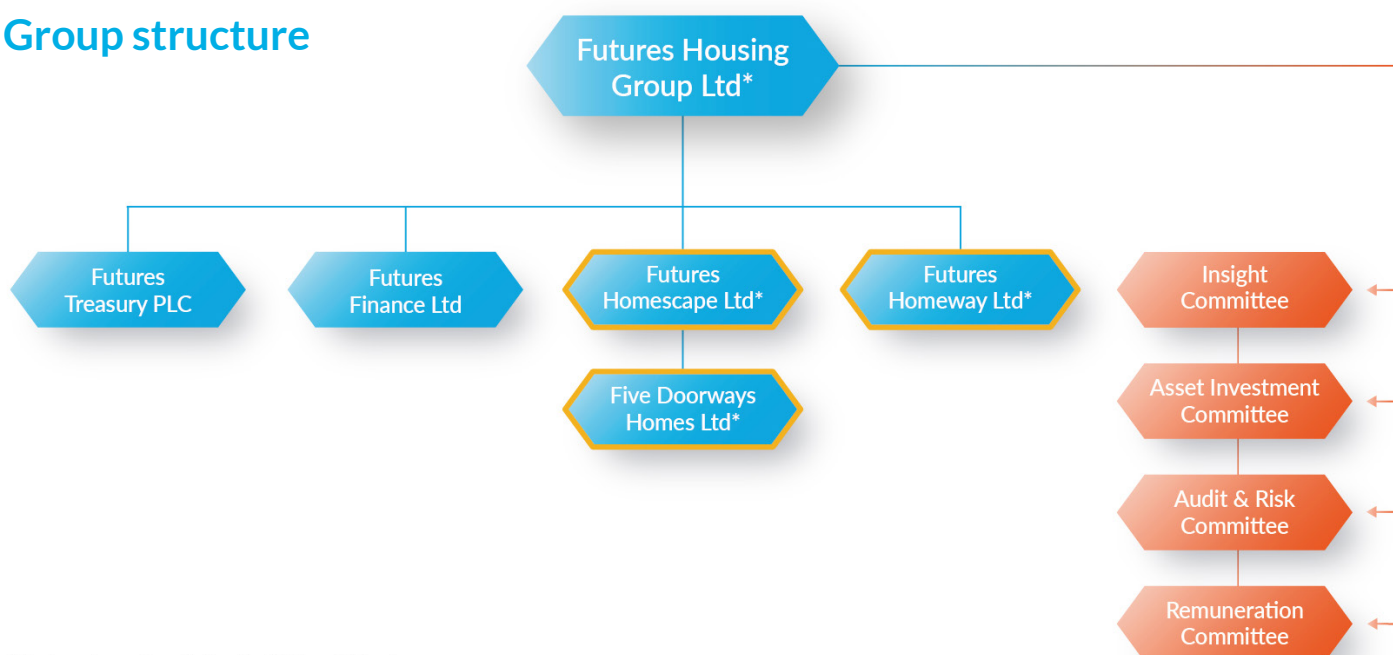 Group structure
Futures Housing
Group Ltd*
Futures
Treasury PLC
Futures
Finance Ltd
Futures
Homescape Ltd*
Futures
Homeway Ltd*
Insight
Committee
Five Doorways
Homes Ltd*
Asset Investment
Committee
Audit & Risk
Committee
Remuneration
Committee